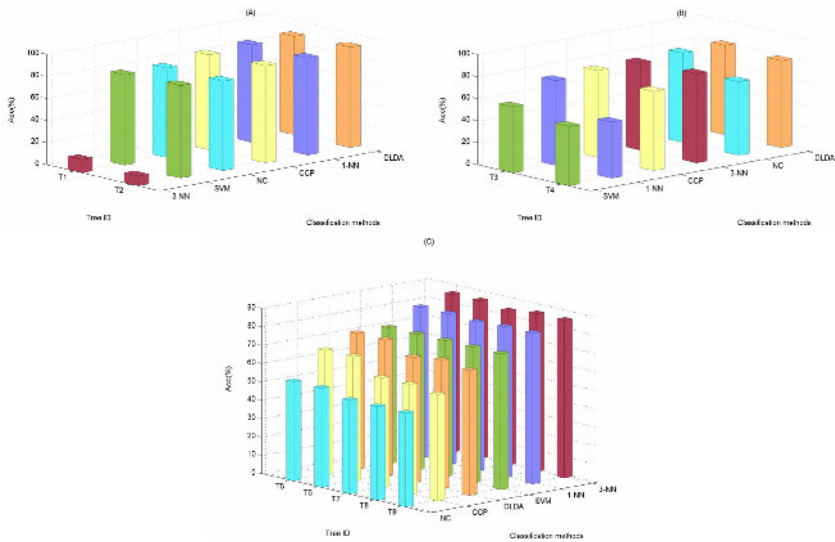 (A)
100
80
60
40
20
0
Acc(%)
T1
T2
Tree ID
3-NN
SVM
NC
CCP
1-NN
DLDA
Classification methods
(B)
100
80
60
40
20
0
Acc(%)
T3
T4
Tree ID
SVM
1-NN
CCP
3-NN
NC
DLDA
Classification methods
(C)
90
80
70
60
50
40
30
20
10
0
Acc(%)
T5
T6
T7
T8
T9
Tree ID
NC
CCP
DLDA
SVM
1-NN
3-NN
Classification methods